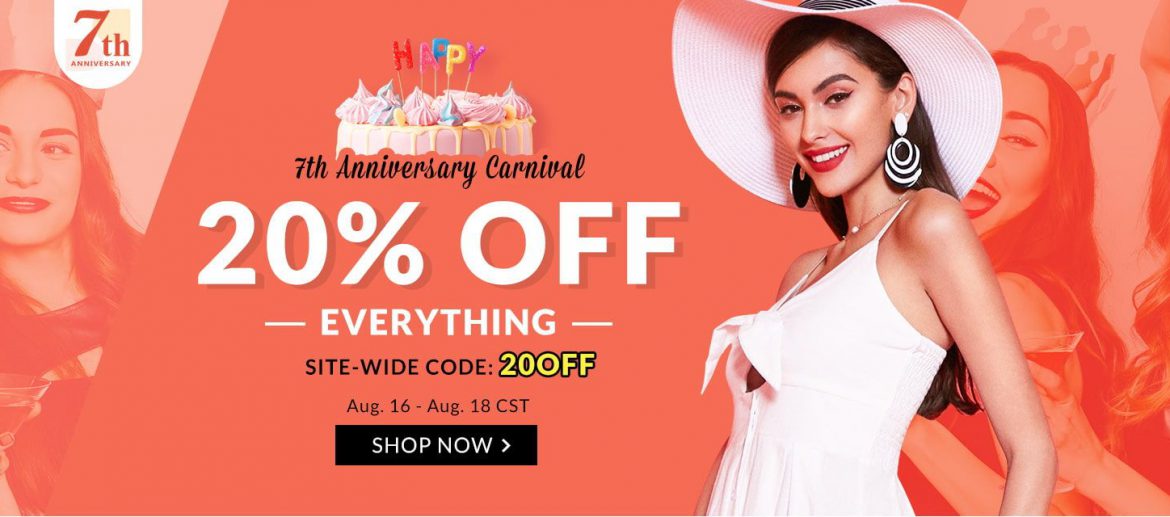 7th
ANNIVERSARY
HAPPY
7th Anniversary Carnival
20% OFF
— EVERYTHING —
SITE-WIDE CODE: 20OFF
Aug. 16 - Aug. 18 CST
SHOP NOW >